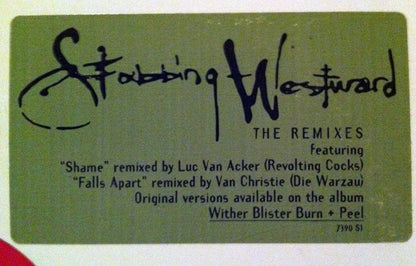 Stabbing Westward
THE REMIXES
featuring
"Shame" remixed by Luc Van Acker (Revolting Cocks)
"Falls Apart" remixed by Van Christie (Die Warzau)
Original versions available on the album
Wither Blister Burn + Peel
7390 S1